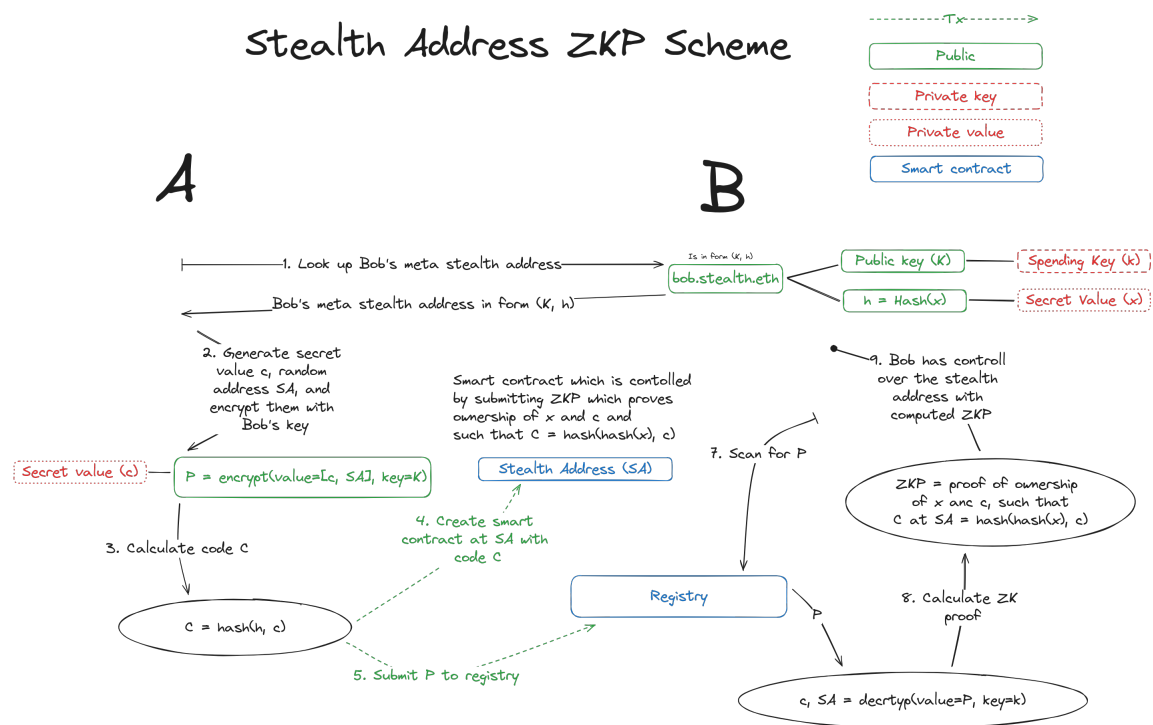 Stealth Address ZKP Scheme
Tx
Public
Private key
Private value
Smart contract
A
B
1. Look up Bob's meta stealth address
Is in form (K, h)
bob.stealth.eth
Public key (K)
Spending Key (k)
h = Hash(x)
Secret Value (x)
Bob's meta stealth address in form (K, h)
2. Generate secret
value c, random
address SA, and
encrypt them with
Bob's key
Secret value (c)
P = encrypt(value=[c, SA], key=K)
3. Calculate code C
C = hash(h, c)
Smart contract which is contolled
by submitting ZKP which proves
ownership of x and c and
such that C = hash(hash(x), c)
Stealth Address (SA)
4. Create smart
contract at SA with
code C
5. Submit P to registry
Registry
7. Scan for P
P
c, SA = decrtyp(value=P, key=k)
8. Calculate ZK
proof
ZKP = proof of ownership
of x anc c, such that
C at SA = hash(hash(x), c)
9. Bob has controll
over the stealth
address with
computed ZKP